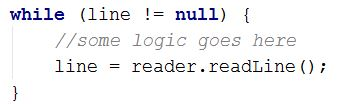 while (line != null) {
    //some logic goes here
    line = reader.readLine();
}